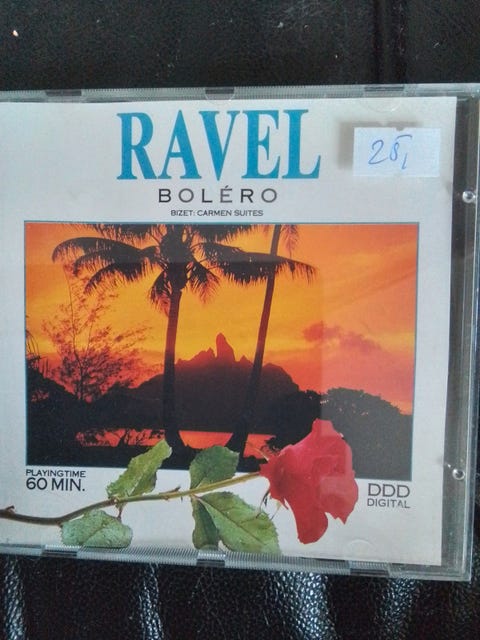 RAVEL
28,
BOLÉRO
BIZET: CARMEN SUITES
PLAYINGTIME
60 MIN.
DDD
DIGITAL